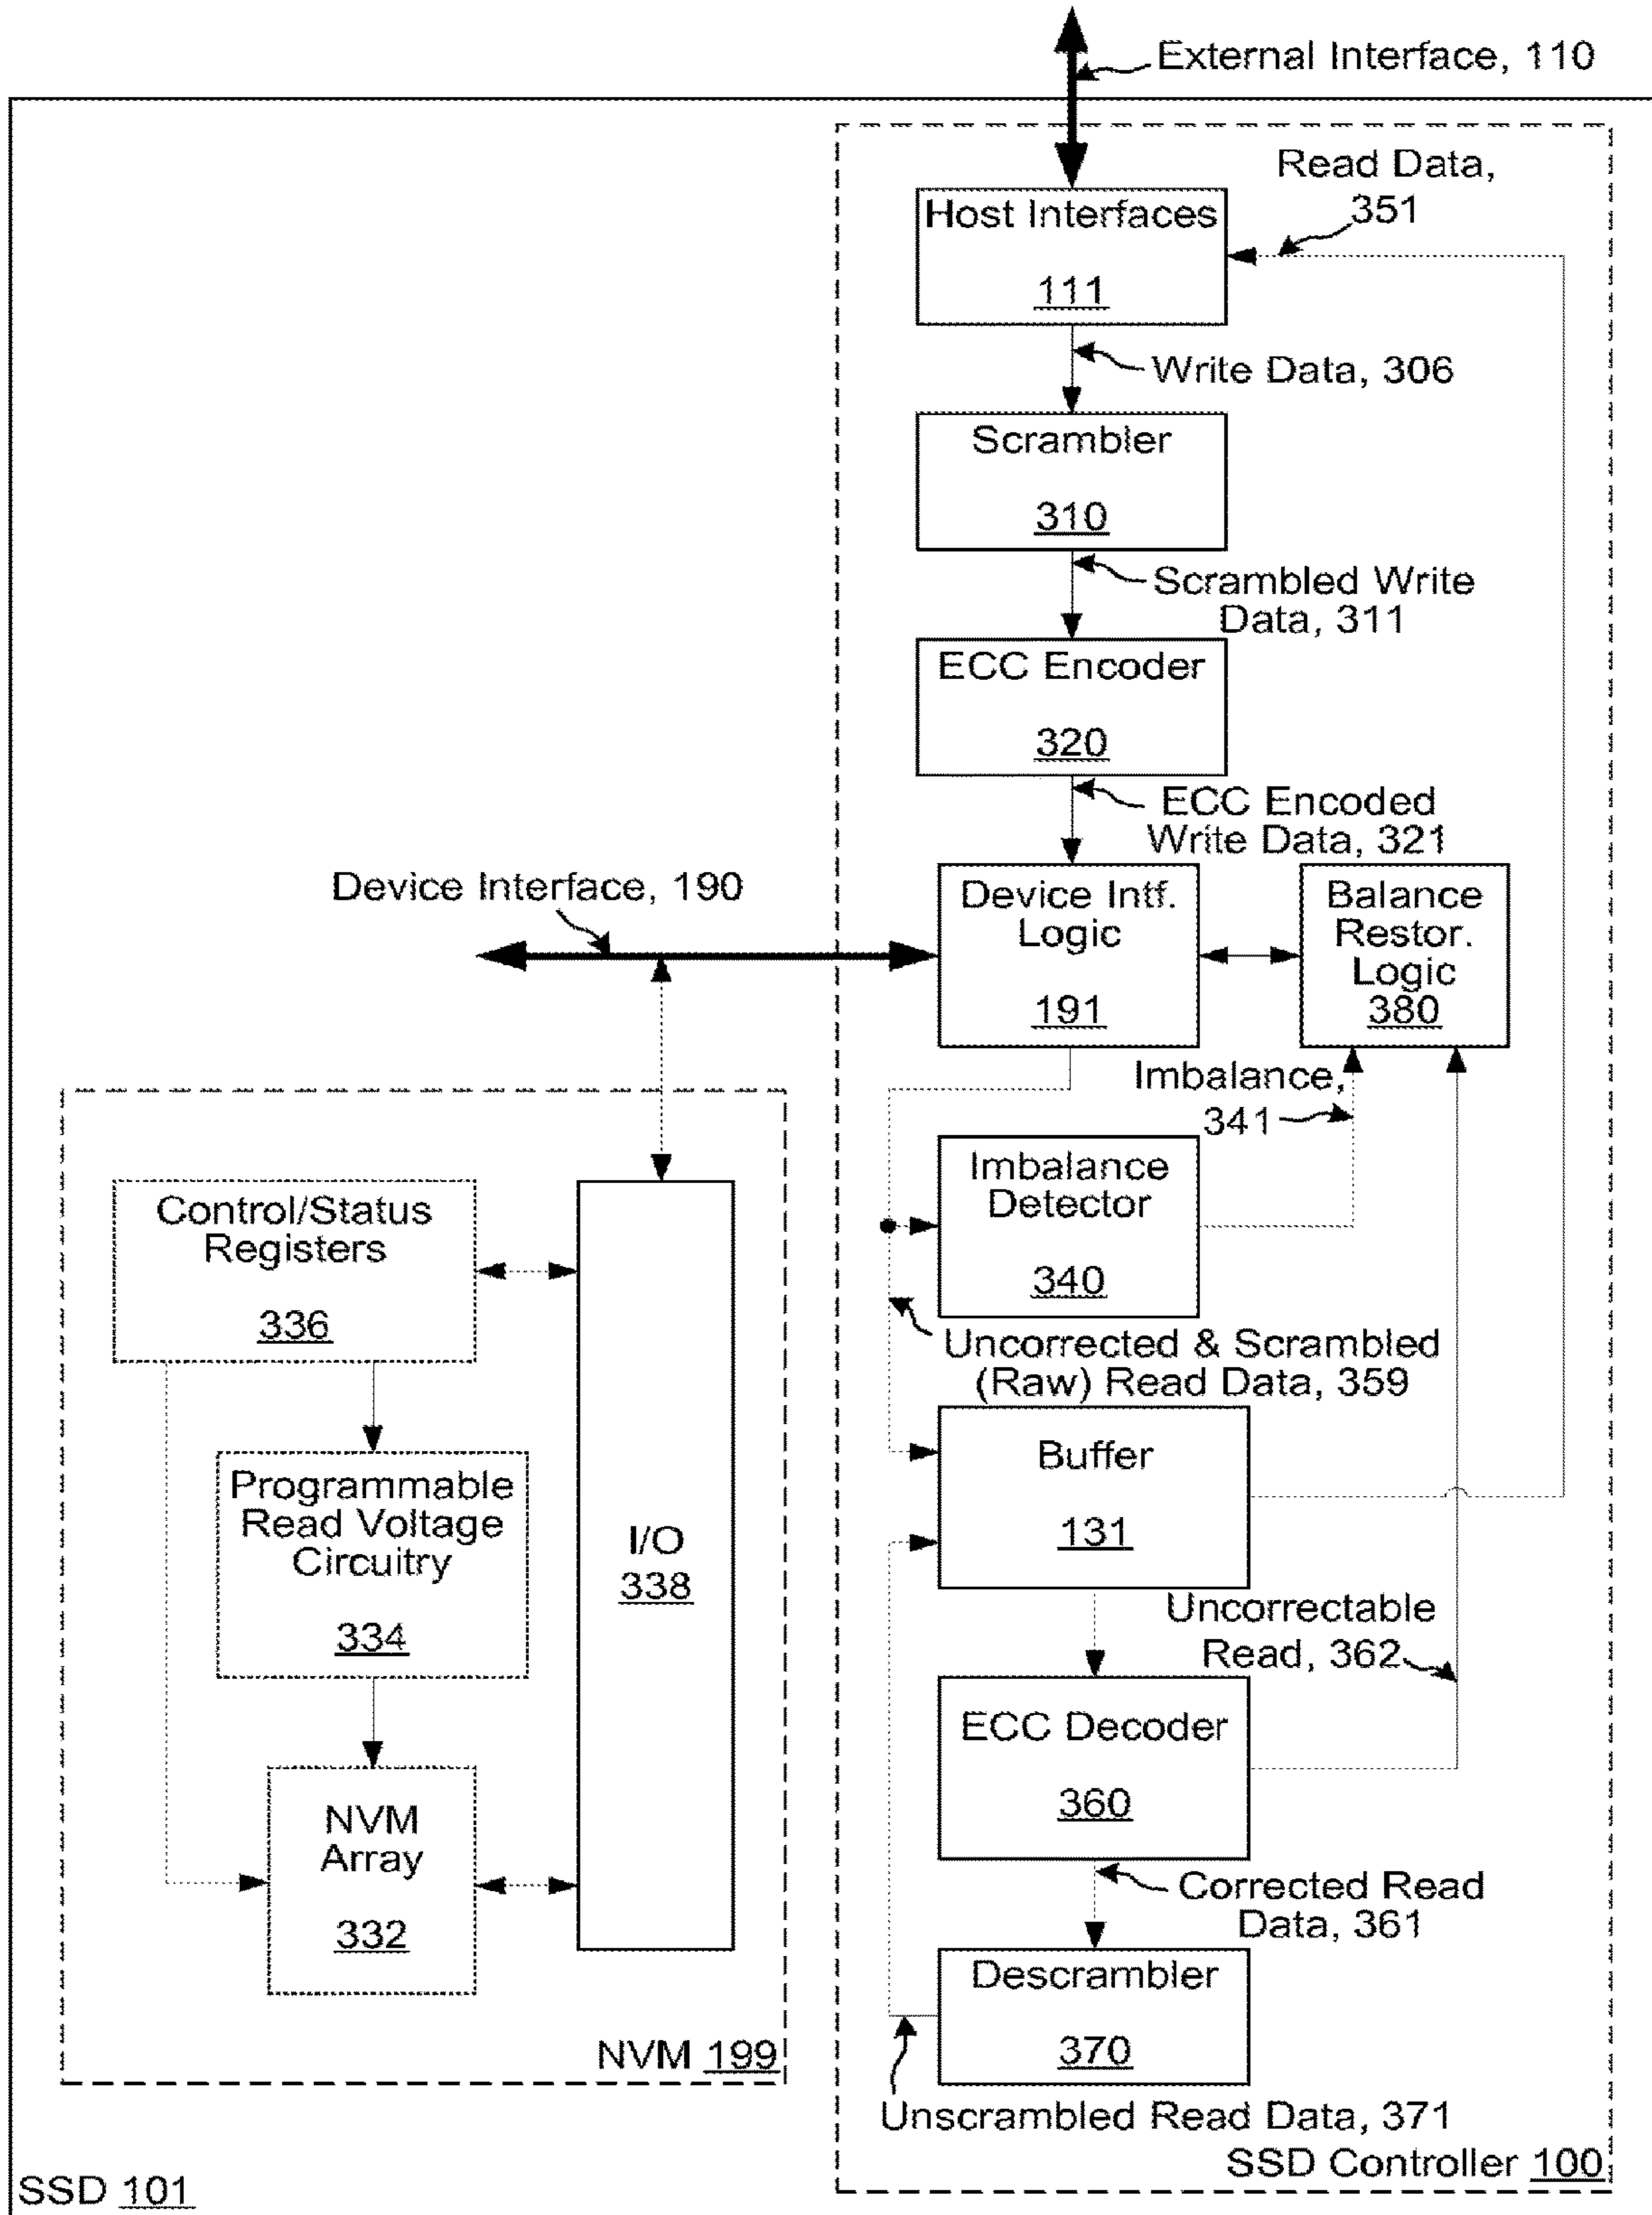 External Interface, 110
Read Data,
351
Host Interfaces
111
Write Data, 306
Scrambler
310
Scrambled Write
Data, 311
ECC Encoder
320
ECC Encoded
Write Data, 321
Device Interface, 190
Device Intf.
Logic
191
Balance
Restor.
Logic
380
Imbalance,
341
Imbalance
Detector
340
Uncorrected & Scrambled
(Raw) Read Data, 359
Buffer
131
Uncorrectable
Read, 362
ECC Decoder
360
Corrected Read
Data, 361
Descrambler
370
Unscrambled Read Data, 371
SSD Controller 100
Control/Status
Registers
336
Programmable
Read Voltage
Circuitry
334
I/O
338
NVM
Array
332
NVM 199
SSD 101